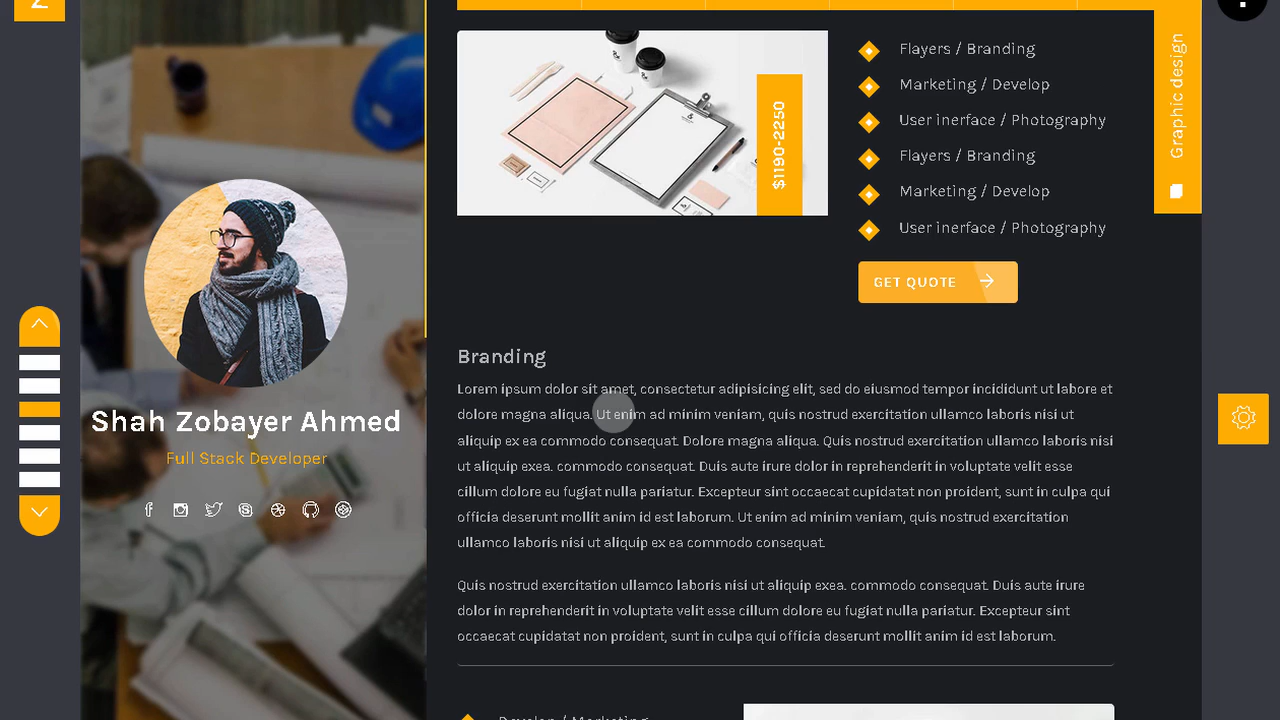 Z
Graphic design
$1190-2250
Flayers / Branding
Marketing / Develop
User inerface / Photography
Flayers / Branding
Marketing / Develop
User inerface / Photography
GET QUOTE
Shah Zobayer Ahmed
Full Stack Developer
Branding
Lorem ipsum dolor sit amet, consectetur adipisicing elit, sed do eiusmod tempor incididunt ut labore et
dolore magna aliqua. Ut enim ad minim veniam, quis nostrud exercitation ullamco laboris nisi ut
aliquip ex ea commodo consequat. Dolore magna aliqua. Quis nostrud exercitation ullamco laboris nisi
ut aliquip exea. commodo consequat. Duis aute irure dolor in reprehenderit in voluptate velit esse
cillum dolore eu fugiat nulla pariatur. Excepteur sint occaecat cupidatat non proident, sunt in culpa qui
officia deserunt mollit anim id est laborum. Ut enim ad minim veniam, quis nostrud exercitation
ullamco laboris nisi ut aliquip ex ea commodo consequat.
Quis nostrud exercitation ullamco laboris nisi ut aliquip exea. commodo consequat. Duis aute irure
dolor in reprehenderit in voluptate velit esse cillum dolore eu fugiat nulla pariatur. Excepteur sint
occaecat cupidatat non proident, sunt in culpa qui officia deserunt mollit anim id est laborum.
Develop / Marketing